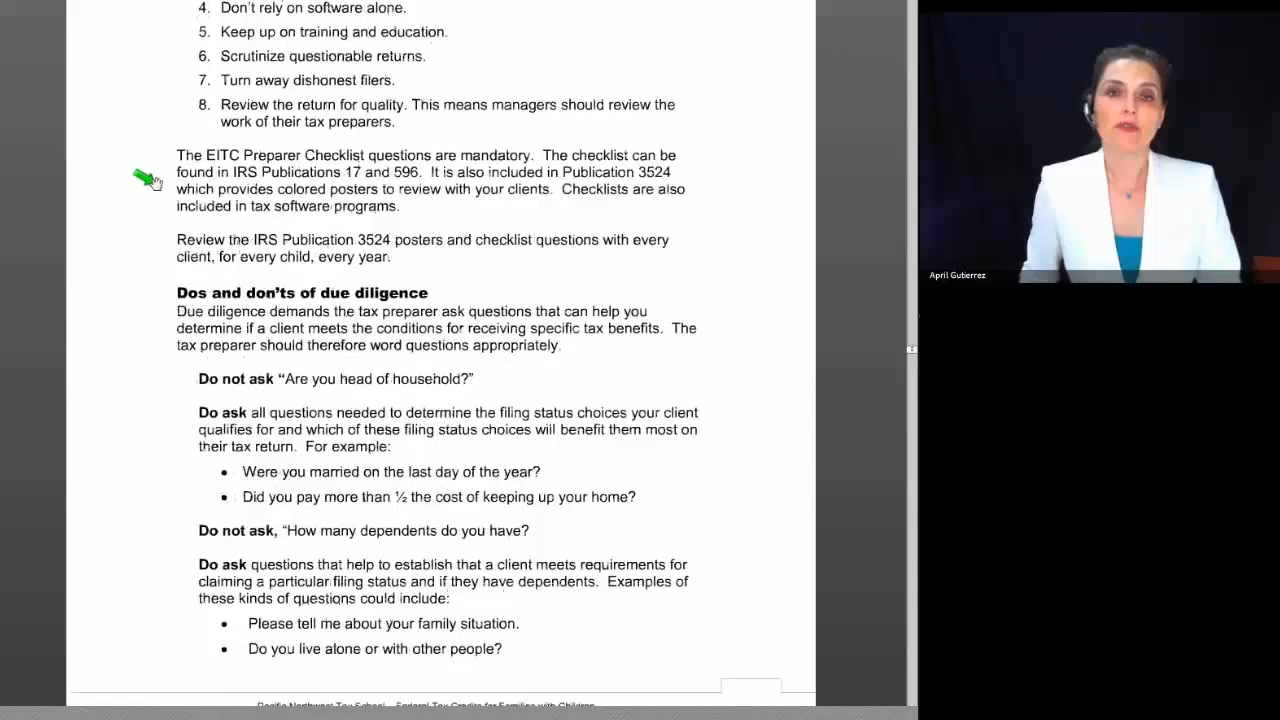 4. Don't rely on software alone.
5. Keep up on training and education.
6. Scrutinize questionable returns.
7. Turn away dishonest filers.
8. Review the return for quality. This means managers should review the
work of their tax preparers.
The EITC Preparer Checklist questions are mandatory. The checklist can be
found in IRS Publications 17 and 596. It is also included in Publication 3524
which provides colored posters to review with your clients. Checklists are also
included in tax software programs.
Review the IRS Publication 3524 posters and checklist questions with every
client, for every child, every year.
Dos and don'ts of due diligence
Due diligence demands the tax preparer ask questions that can help you
determine if a client meets the conditions for receiving specific tax benefits. The
tax preparer should therefore word questions appropriately.
Do not ask “Are you head of household?”
Do ask all questions needed to determine the filing status choices your client
qualifies for and which of these filing status choices will benefit them most on
their tax return. For example:
• Were you married on the last day of the year?
• Did you pay more than ½ the cost of keeping up your home?
Do not ask, “How many dependents do you have?
Do ask questions that help to establish that a client meets requirements for
claiming a particular filing status and if they have dependents. Examples of
these kinds of questions could include:
• Please tell me about your family situation.
• Do you live alone or with other people?
Pacific Northwest Tax School Federal Tax Credits for Families with Children
April Gutierrez